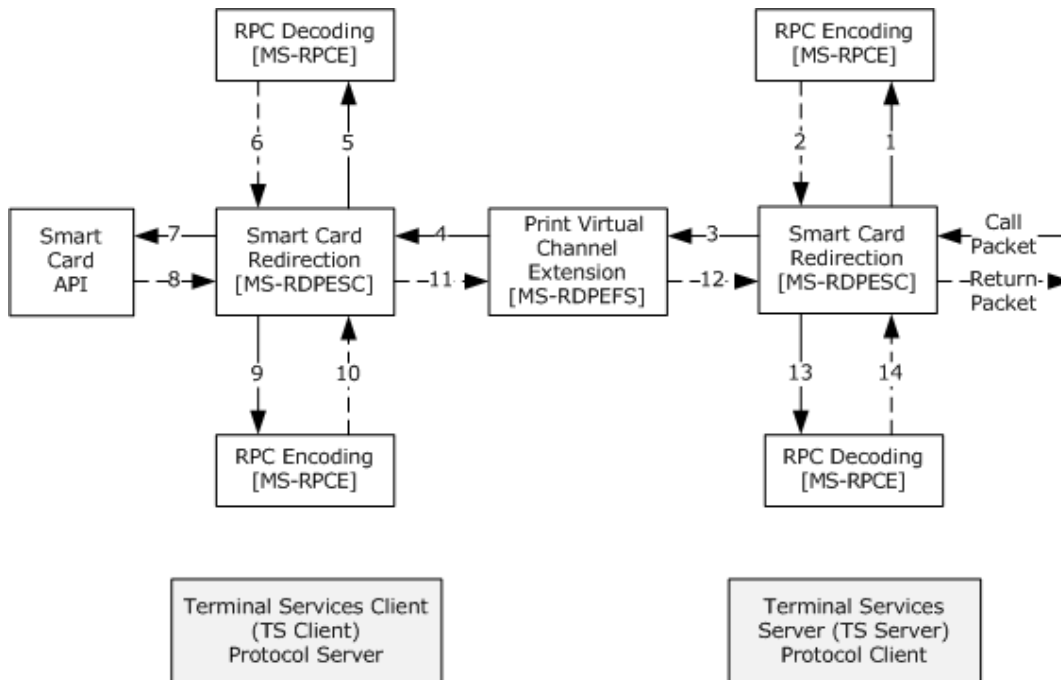 RPC Decoding
[MS-RPCE]
RPC Encoding
[MS-RPCE]
6
5
2
1
Smart
Card
API
7
8
Smart Card
Redirection
[MS-RDPESC]
4
11
Print Virtual
Channel
Extension
[MS-RDPEFS]
3
12
Smart Card
Redirection
[MS-RDPESC]
Call
Packet
Return
Packet
9
10
13
14
RPC Encoding
[MS-RPCE]
RPC Decoding
[MS-RPCE]
Terminal Services Client
(TS Client)
Protocol Server
Terminal Services
Server (TS Server)
Protocol Client